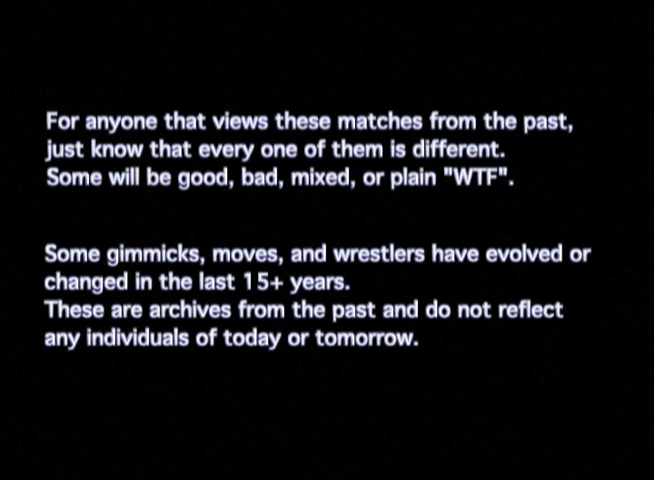 For anyone that views these matches from the past,
just know that every one of them is different.
Some will be good, bad, mixed, or plain "WTF".
Some gimmicks, moves, and wrestlers have evolved or
changed in the last 15+ years.
These are archives from the past and do not reflect
any individuals of today or tomorrow.